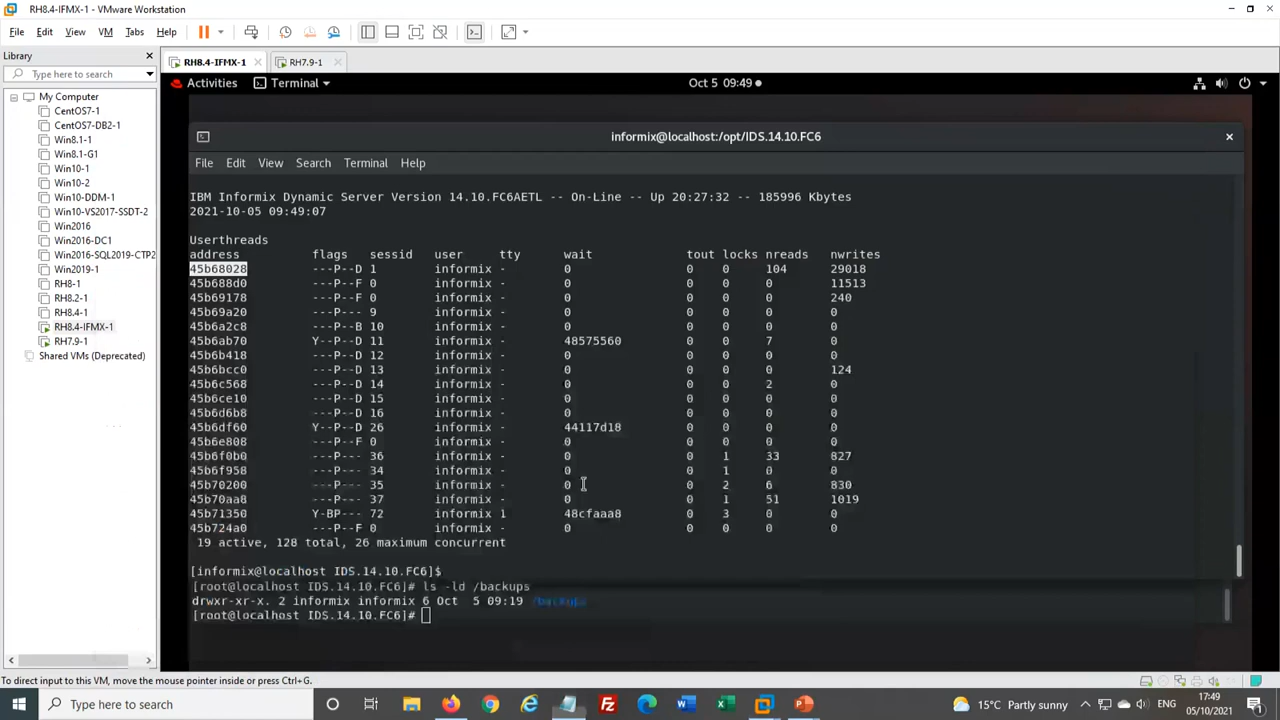 RH8.4-IFMX-1 - VMware Workstation
File Edit View VM Tabs Help
Library
Type here to search
My Computer
CentOS7-1
CentOS7-DB2-1
Win8.1-1
Win8.1-G1
Win10-1
Win10-2
Win10-DDM-1
Win10-VS2017-SSDT-2
Win2016
Win2016-DC1
Win2016-SQL2019-CTP2
Win2019-1
RH8-1
RH8.2-1
RH8.4-1
RH8.4-IFMX-1
RH7.9-1
Shared VMs (Deprecated)
RH8.4-IFMX-1 RH7.9-1
Activities Terminal Oct 5 09:49
informix@localhost:/opt/IDS.14.10.FC6
File Edit View Search Terminal Help
IBM Informix Dynamic Server Version 14.10.FC6AETL -- On-Line -- Up 20:27:32 -- 185996 Kbytes
2021-10-05 09:49:07
Userthreads
address flags sessid user tty wait tout locks nreads nwrites
45b68028 ---P--D 1 informix - 0 0 0 104 29018
45b688d0 ---P--F 0 informix - 0 0 0 0 11513
45b69178 ---P--F 0 informix - 0 0 0 0 240
45b69a20 ---P--- 9 informix - 0 0 0 0 0
45b6a2c8 ---P--B 10 informix - 0 0 0 0 0
45b6ab70 Y--P--D 11 informix - 48575560 0 0 7 0
45b6b418 ---P--D 12 informix - 0 0 0 0 0
45b6bcc0 ---P--D 13 informix - 0 0 0 0 124
45b6c568 ---P--D 14 informix - 0 0 0 2 0
45b6ce10 ---P--D 15 informix - 0 0 0 0 0
45b6d6b8 ---P--D 16 informix - 0 0 0 0 0
45b6df60 Y--P--D 26 informix - 44117d18 0 0 0 0
45b6e808 ---P--F 0 informix - 0 0 0 0 0
45b6f0b0 ---P--- 36 informix - 0 0 1 33 827
45b6f958 ---P--- 34 informix - 0 0 1 0 0
45b70200 ---P--- 35 informix - 0 0 2 6 830
45b70aa8 ---P--- 37 informix - 0 0 1 51 1019
45b71350 Y-BP--- 72 informix 1 48cfaaa8 0 3 0 0
45b724a0 ---P--F 0 informix - 0 0 0 0 0
19 active, 128 total, 26 maximum concurrent
[informix@localhost IDS.14.10.FC6]$
[root@localhost IDS.14.10.FC6]# ls -ld /backups
drwxr-xr-x. 2 informix informix 6 Oct 5 09:19 /backups
[root@localhost IDS.14.10.FC6]#
To direct input to this VM, move the mouse pointer inside or press Ctrl+G.
Type here to search
15°C Partly sunny
ENG
17:49
05/10/2021